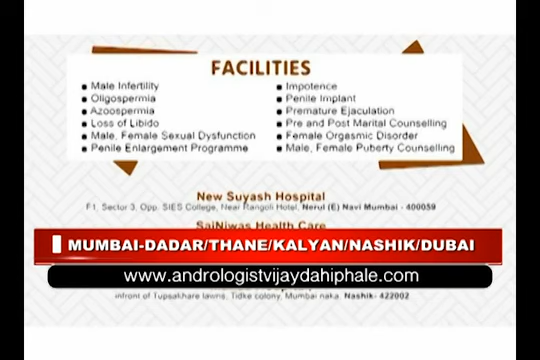 FACILITIES
Male Infertility
Oligospermia
Azoospermia
Loss of Libido
Male, Female Sexual Dysfunction
Penile Enlargement Programme
Impotence
Penile Implant
Premature Ejaculation
Pre and Post Marital Counselling
Female Orgasmic Disorder
Male, Female Puberty Counselling
New Suyash Hospital
F1, Sector 3, Opp. SIES College, Near Rangoli Hotel, Nerul (E) Navi Mumbai - 400059
SaiNiwas Health Care
MUMBAI-DADAR/THANE/KALYAN/NASHIK/DUBAI
www.andrologistvijaydahiphale.com
infront of Tupsakhare lawns, Tidke colony, Mumbai naka, Nashik- 422002